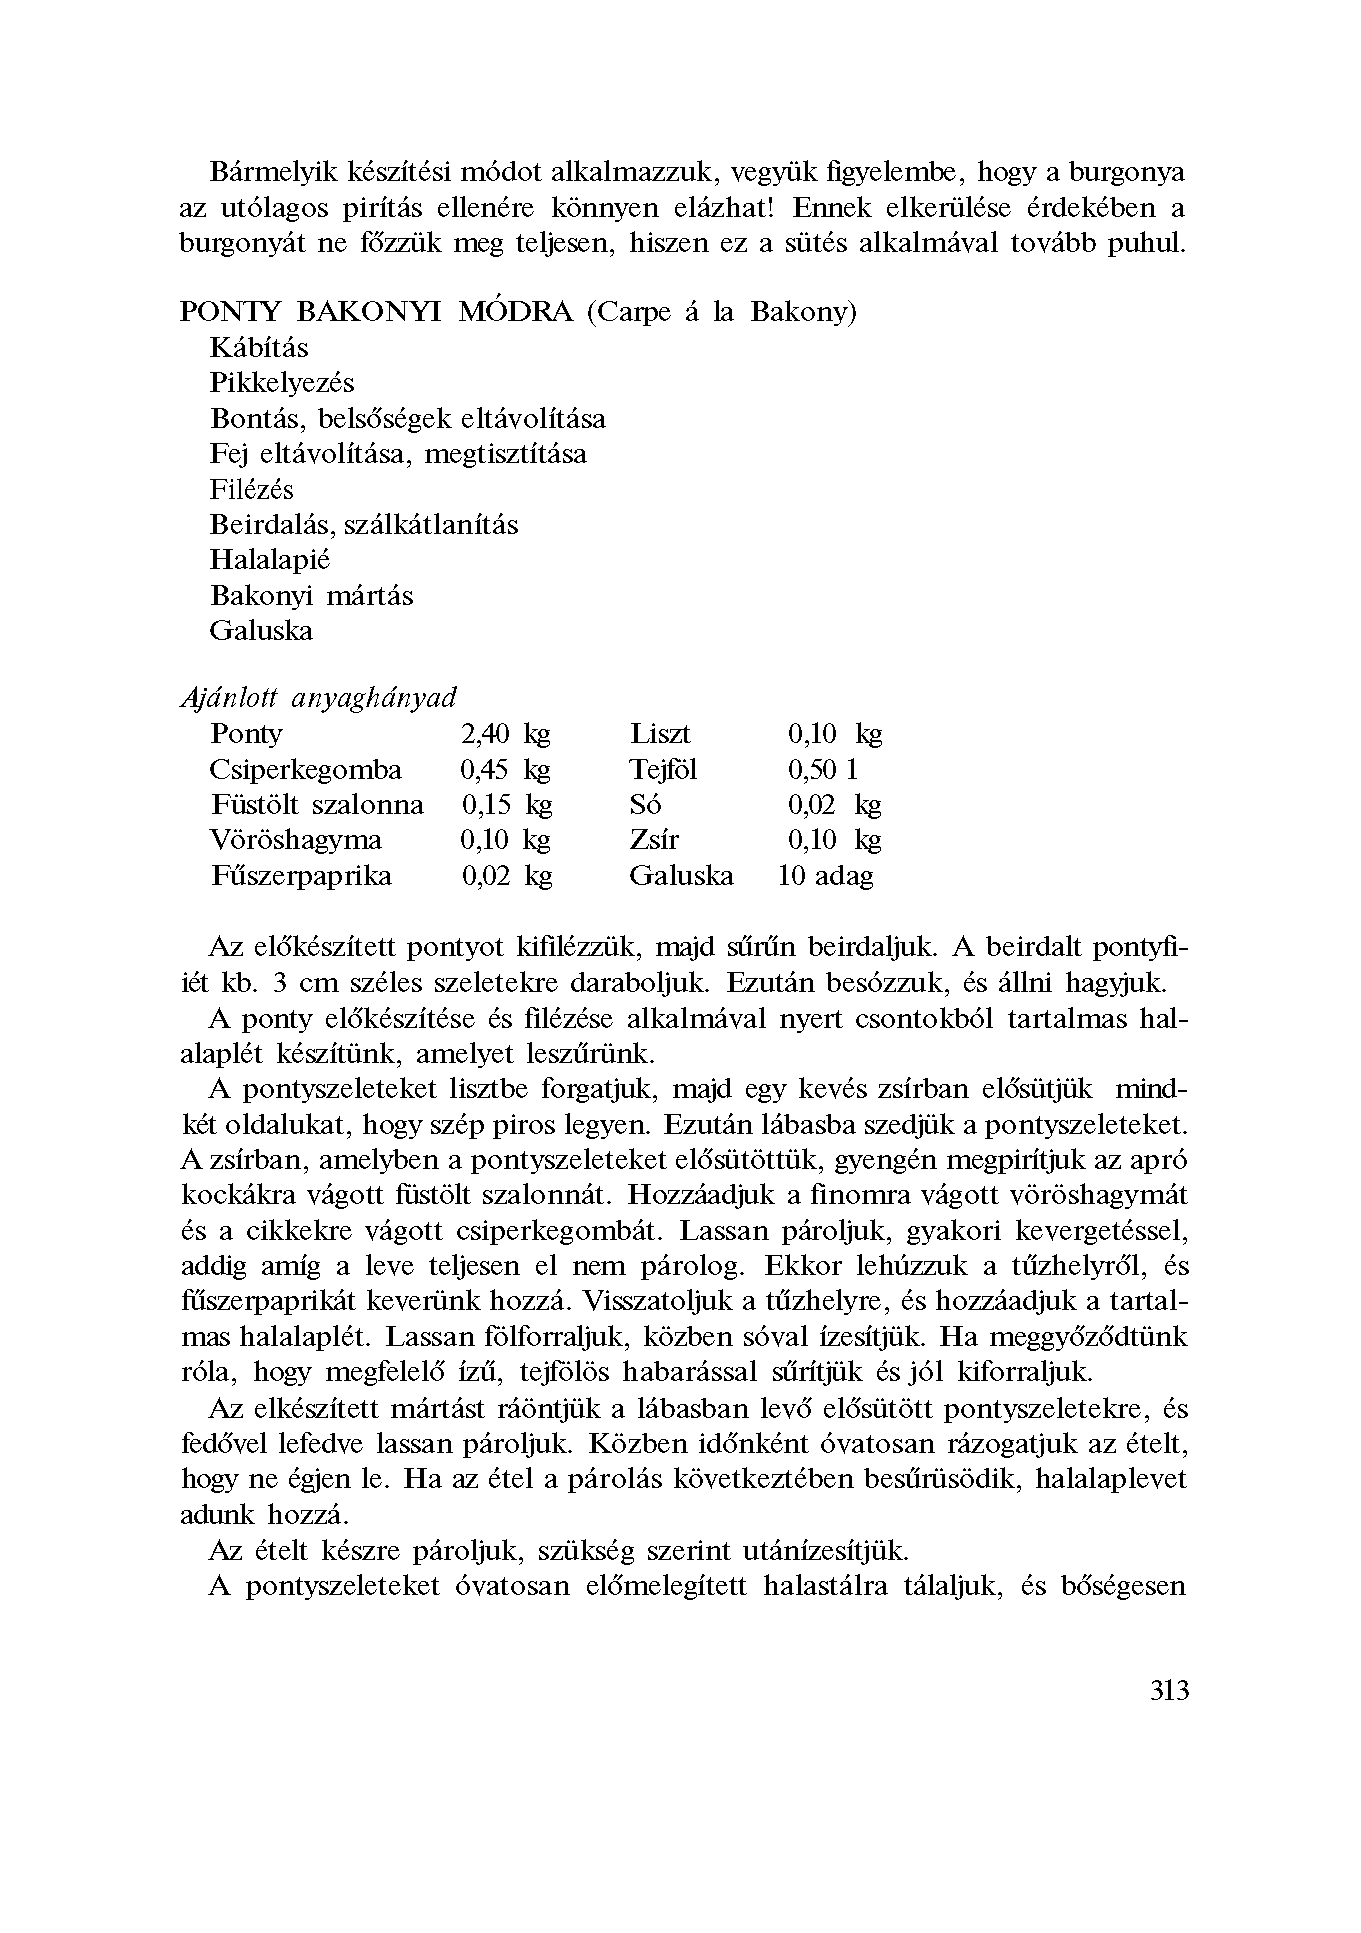 Bármelyik készítési módot alkalmazzuk, vegyük figyelembe, hogy a burgonya
az utólagos pirítás ellenére könnyen elázhat! Ennek elkerülése érdekében a
burgonyát ne főzzük meg teljesen, hiszen ez a sütés alkalmával tovább puhul.
PONTY BAKONYI MÓDRA (Carpe á la Bakony)
Kábítás
Pikkelyezés
Bontás, belsőségek eltávolítása
Fej eltávolítása, megtisztítása
Filézés
Beirdalás, szálkátlanítás
Halalapié
Bakonyi mártás
Galuska
Ajánlott anyaghányad
Ponty 2,40 kg Liszt 0,10 kg
Csiperkegomba 0,45 kg Tejföl 0,50 1
Füstölt szalonna 0,15 kg Só 0,02 kg
Vöröshagyma 0,10 kg Zsír 0,10 kg
Fűszerpaprika 0,02 kg Galuska 10 adag
Az előkészített pontyot kifilézzük, majd sűrűn beirdaljuk. A beirdalt pontyfi-
iét kb. 3 cm széles szeletekre daraboljuk. Ezután besózzuk, és állni hagyjuk.
A ponty előkészítése és filézése alkalmával nyert csontokból tartalmas hal-
alaplét készítünk, amelyet leszűrünk.
A pontyszeleteket lisztbe forgatjuk, majd egy kevés zsírban elősütjük mind-
két oldalukat, hogy szép piros legyen. Ezután lábasba szedjük a pontyszeleteket.
A zsírban, amelyben a pontyszeleteket elősütöttük, gyengén megpirítjuk az apró
kockákra vágott füstölt szalonnát. Hozzáadjuk a finomra vágott vöröshagymát
és a cikkekre vágott csiperkegombát. Lassan pároljuk, gyakori kevergetéssel,
addig amíg a leve teljesen el nem párolog. Ekkor lehúzzuk a tűzhelyről, és
fűszerpaprikát keverünk hozzá. Visszatoljuk a tűzhelyre, és hozzáadjuk a tartal-
mas halalaplét. Lassan fölforraljuk, közben sóval ízesítjük. Ha meggyőződtünk
róla, hogy megfelelő ízű, tejfölös habarással sűrítjük és jól kiforraljuk.
Az elkészített mártást ráöntjük a lábasban levő elősütött pontyszeletekre, és
fedővel lefedve lassan pároljuk. Közben időnként óvatosan rázogatjuk az ételt,
hogy ne égjen le. Ha az étel a párolás következtében besűrüsödik, halalaplevet
adunk hozzá.
Az ételt készre pároljuk, szükség szerint utánízesítjük.
A pontyszeleteket óvatosan előmelegített halastálra tálaljuk, és bőségesen
313